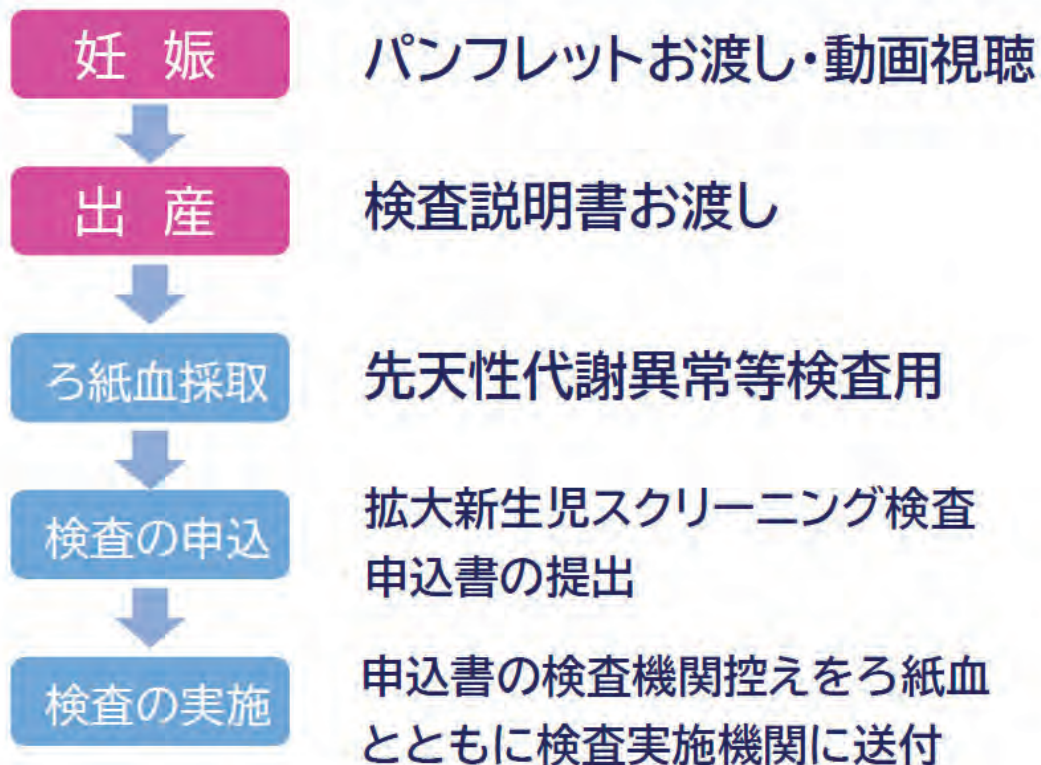 妊 娠 パンフレットお渡し・動画視聴
出 産 検査説明書お渡し
ろ紙血採取 先天性代謝異常等検査用
検査の申込 拡大新生児スクリーニング検査
申込書の提出
検査の実施 申込書の検査機関控えをろ紙血
とともに検査実施機関に送付